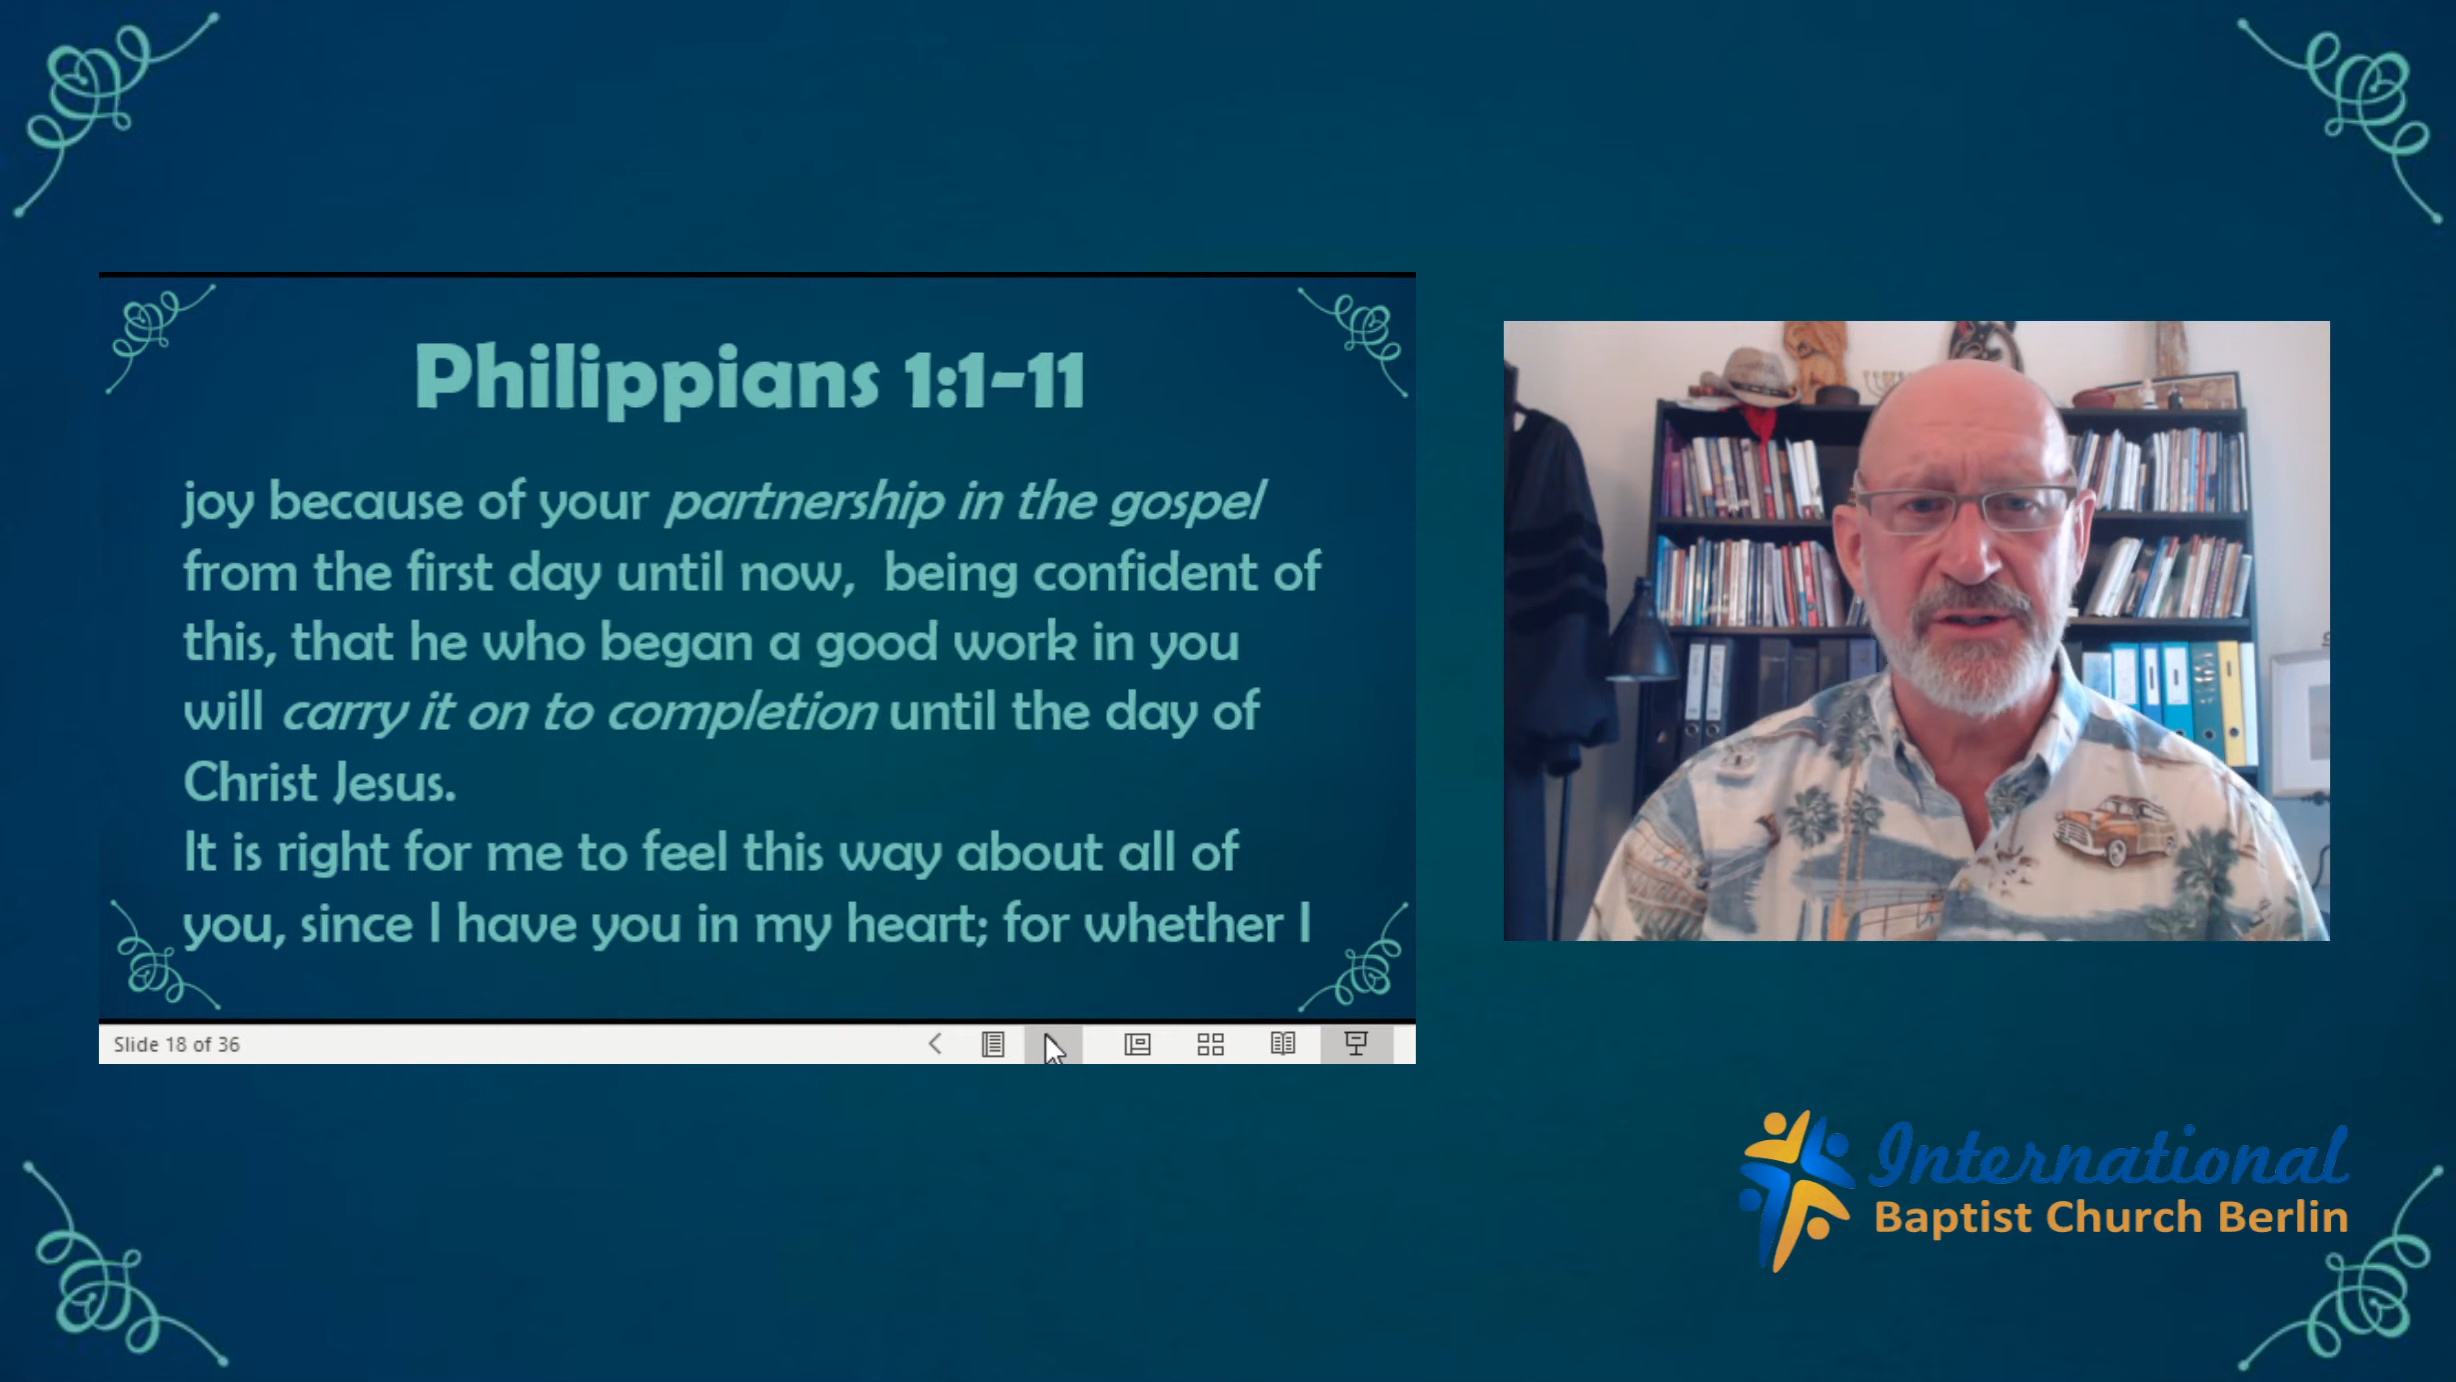 Philippians 1:1-11
joy because of your partnership in the gospel
from the first day until now,  being confident of
this, that he who began a good work in you
will carry it on to completion until the day of
Christ Jesus.
It is right for me to feel this way about all of
you, since I have you in my heart; for whether I
Slide 18 of 36
International
Baptist Church Berlin